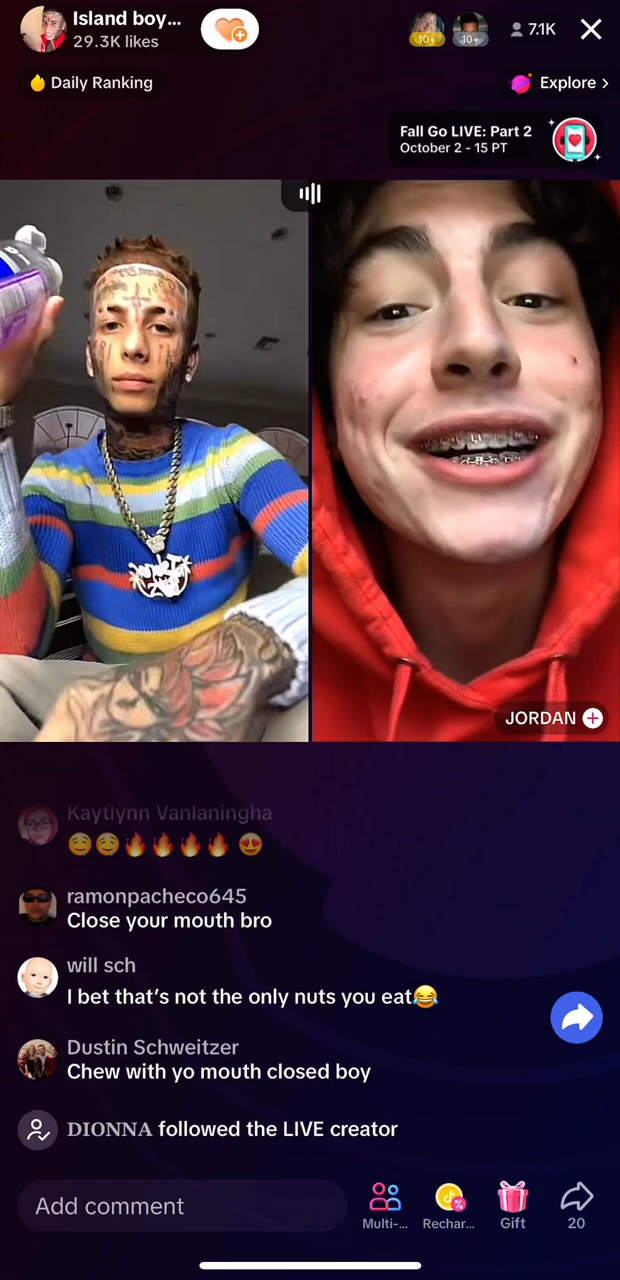 Island boy...
29.3K likes
10+
10+
7.1K
Daily Ranking
Explore >
Fall Go LIVE: Part 2
October 2 - 15 PT
JORDAN
Kaytlynn Vanlaningha
🤤🤤🔥🔥🔥🔥 😍
ramonpacheco645
Close your mouth bro
will sch
I bet that's not the only nuts you eat😂
Dustin Schweitzer
Chew with yo mouth closed boy
DIONNA followed the LIVE creator
Add comment
Multi-...
Rechar...
Gift
20